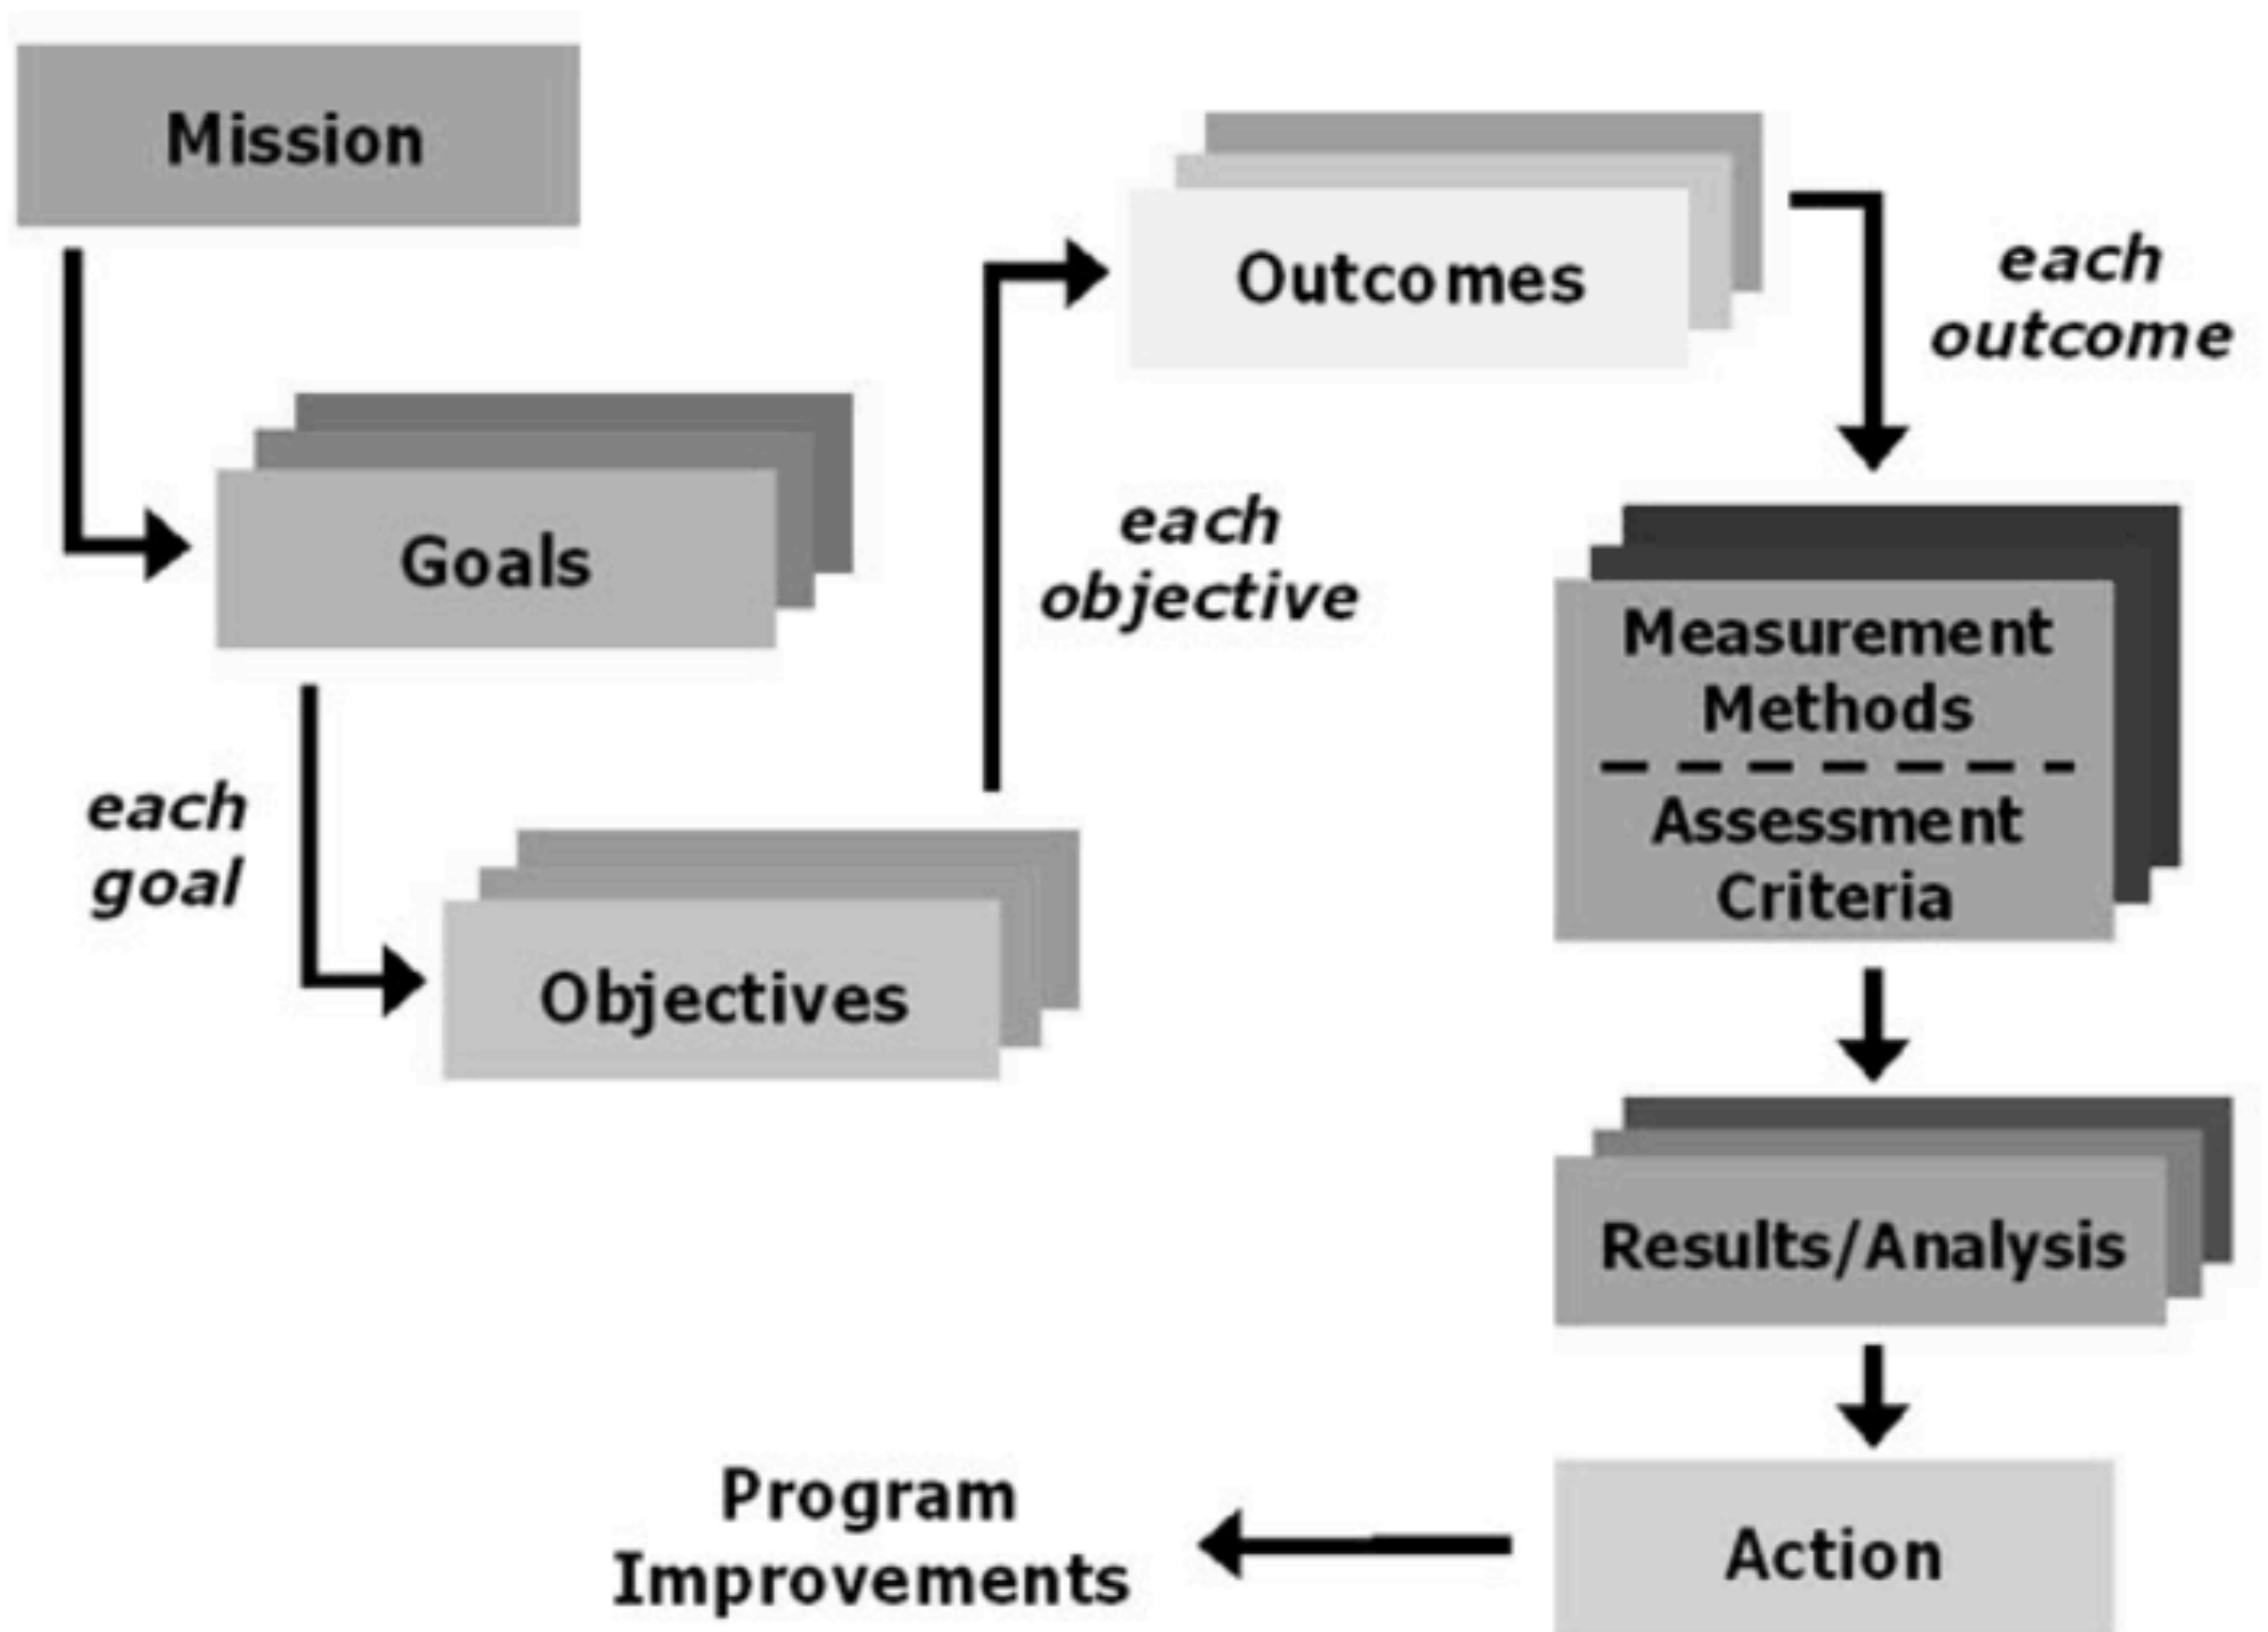 Mission
Goals
each
goal
Objectives
each
objective
Outcomes
each
outcome
Measurement
Methods
Assessment
Criteria
Results/Analysis
Action
Program
Improvements